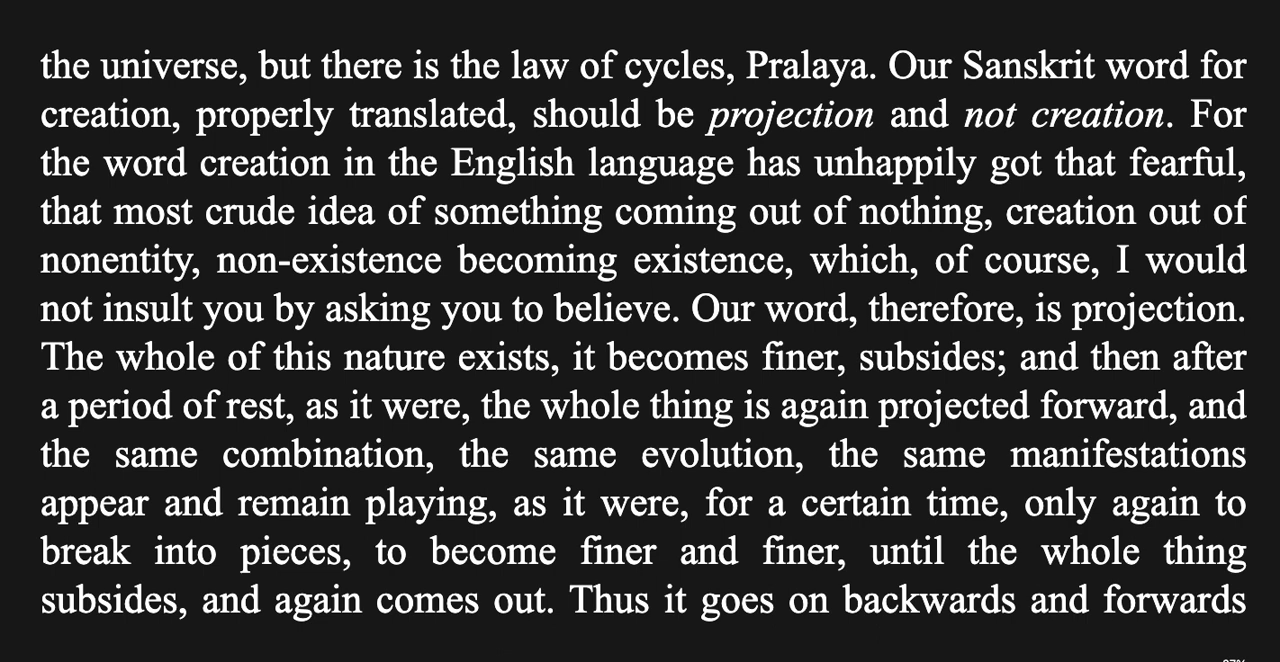 the universe, but there is the law of cycles, Pralaya. Our Sanskrit word for
creation, properly translated, should be projection and not creation. For
the word creation in the English language has unhappily got that fearful,
that most crude idea of something coming out of nothing, creation out of
nonentity, non-existence becoming existence, which, of course, I would
not insult you by asking you to believe. Our word, therefore, is projection.
The whole of this nature exists, it becomes finer, subsides; and then after
a period of rest, as it were, the whole thing is again projected forward, and
the same combination, the same evolution, the same manifestations
appear and remain playing, as it were, for a certain time, only again to
break into pieces, to become finer and finer, until the whole thing
subsides, and again comes out. Thus it goes on backwards and forwards